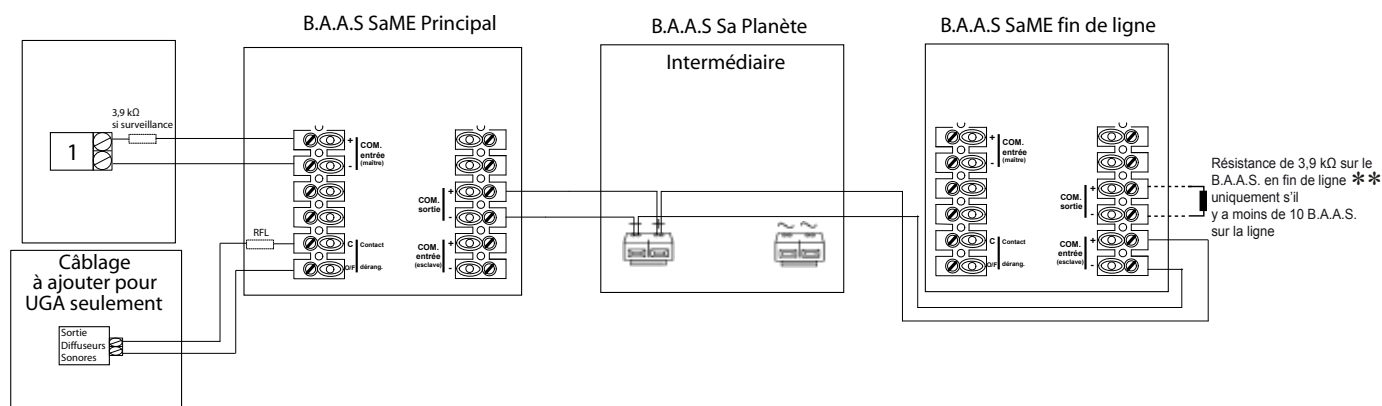 B.A.A.S SaME Principal
B.A.A.S Sa Planète
B.A.A.S SaME fin de ligne
Intermédiaire
3,9 kΩ
si surveillance
1
+
COM.
entrée
(maître)
-
COM.
sortie
+
-
RFL
C Contact
O/F dérang.
COM.
entrée
(esclave)
+
-
Câblage
à ajouter pour
UGA seulement
Sortie
Diffuseurs
Sonores
+
COM.
entrée
(maître)
-
COM.
sortie
+
-
C Contact
O/F dérang.
COM.
entrée
(esclave)
+
-
Résistance de 3,9 kΩ sur le
B.A.A.S. en fin de ligne **
uniquement s’il
y a moins de 10 B.A.A.S.
sur la ligne